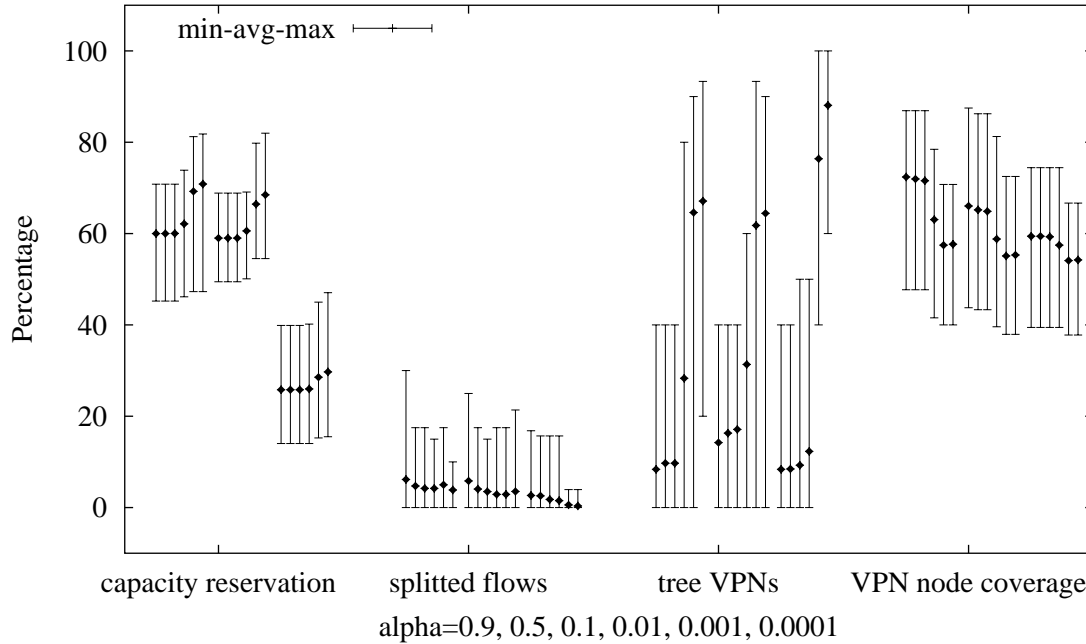 min-avg-max
100
80
60
40
20
0
Percentage
capacity reservation splitted flows tree VPNs VPN node coverage
alpha=0.9, 0.5, 0.1, 0.01, 0.001, 0.0001